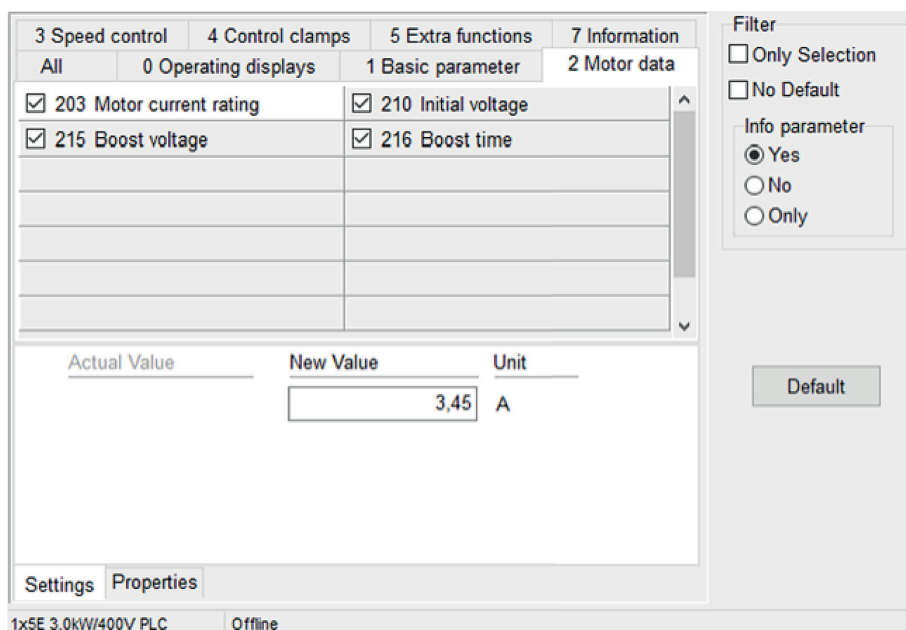 3 Speed control 4 Control clamps 5 Extra functions 7 Information
All 0 Operating displays 1 Basic parameter 2 Motor data
203 Motor current rating 210 Initial voltage
215 Boost voltage 216 Boost time
Actual Value New Value Unit
3,45 A
Settings Properties
1x5E 3.0kW/400V PLC Offline
Filter
Only Selection
No Default
Info parameter
Yes
No
Only
Default